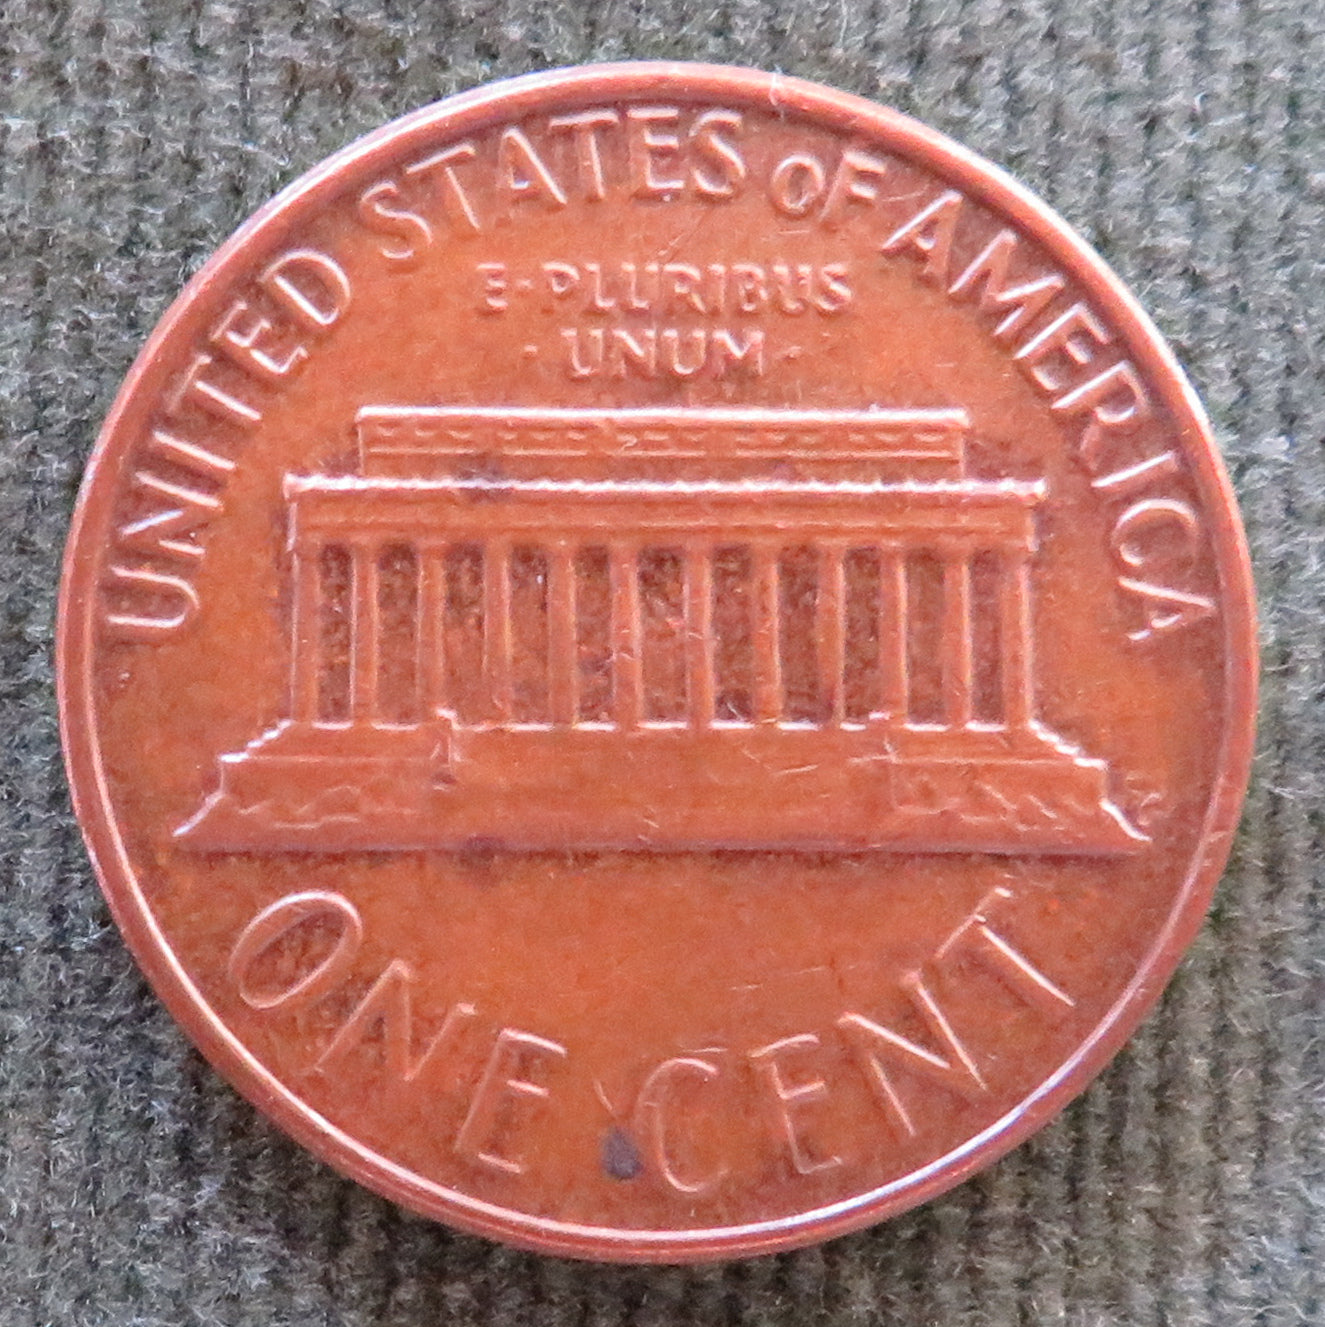 UNITED STATES OF AMERICA
E·PLURIBUS
·UNUM·
ONE CENT